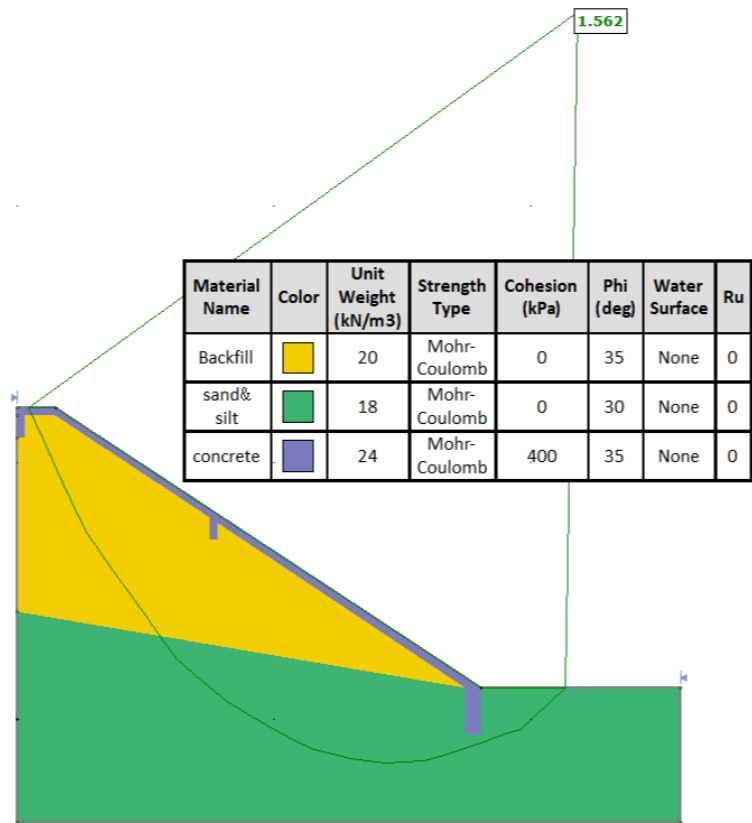 1.562
Material Name Color Unit Weight (kN/m3) Strength Type Cohesion (kPa) Phi (deg) Water Surface Ru
Backfill 20 Mohr-Coulomb 0 35 None 0
sand& silt 18 Mohr-Coulomb 0 30 None 0
concrete 24 Mohr-Coulomb 400 35 None 0